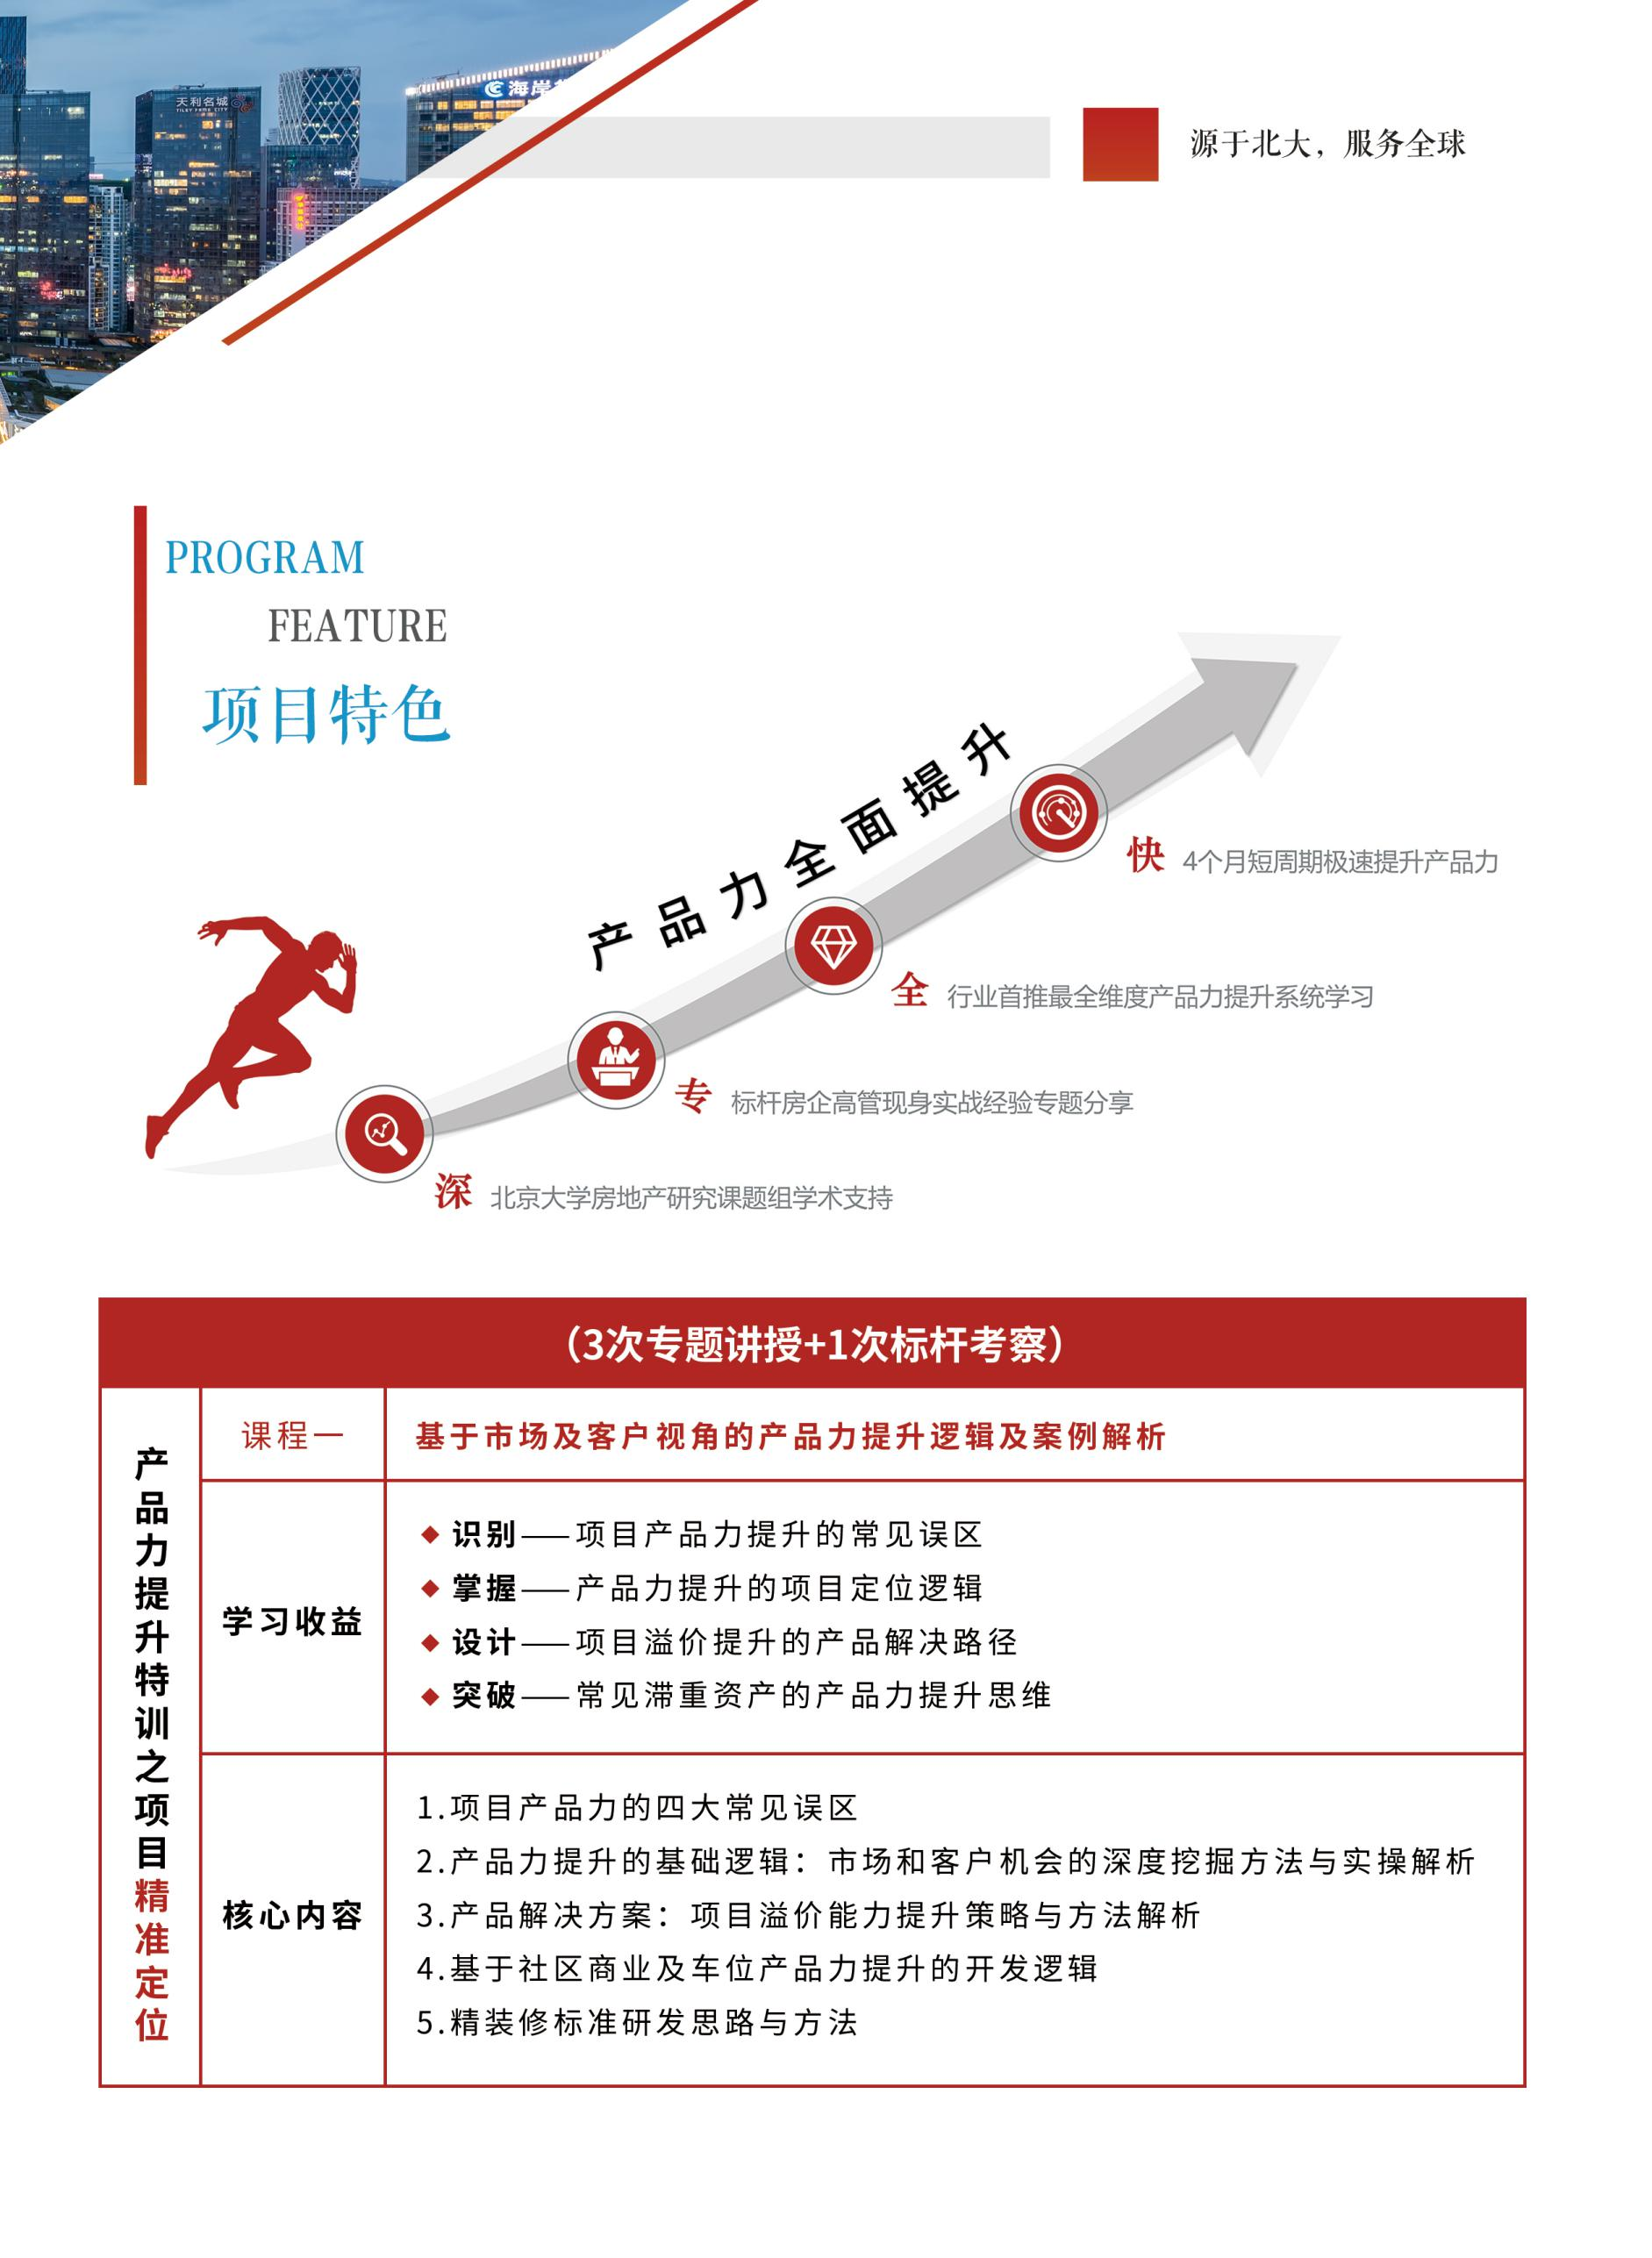 天利名城
海岸
源于北大，服务全球
PROGRAM
FEATURE
项目特色
产品力全面提升
快 4个月短周期极速提升产品力
全 行业首推最全维度产品力提升系统学习
专 标杆房企高管现身实战经验专题分享
深 北京大学房地产研究课题组学术支持
（3次专题讲授+1次标杆考察）
产品力提升特训之项目精准定位
课程一
基于市场及客户视角的产品力提升逻辑及案例解析
学习收益
◆ 识别——项目产品力提升的常见误区
◆ 掌握——产品力提升的项目定位逻辑
◆ 设计——项目溢价提升的产品解决路径
◆ 突破——常见滞重资产的产品力提升思维
核心内容
1.项目产品力的四大常见误区
2.产品力提升的基础逻辑：市场和客户机会的深度挖掘方法与实操解析
3.产品解决方案：项目溢价能力提升策略与方法解析
4.基于社区商业及车位产品力提升的开发逻辑
5.精装修标准研发思路与方法